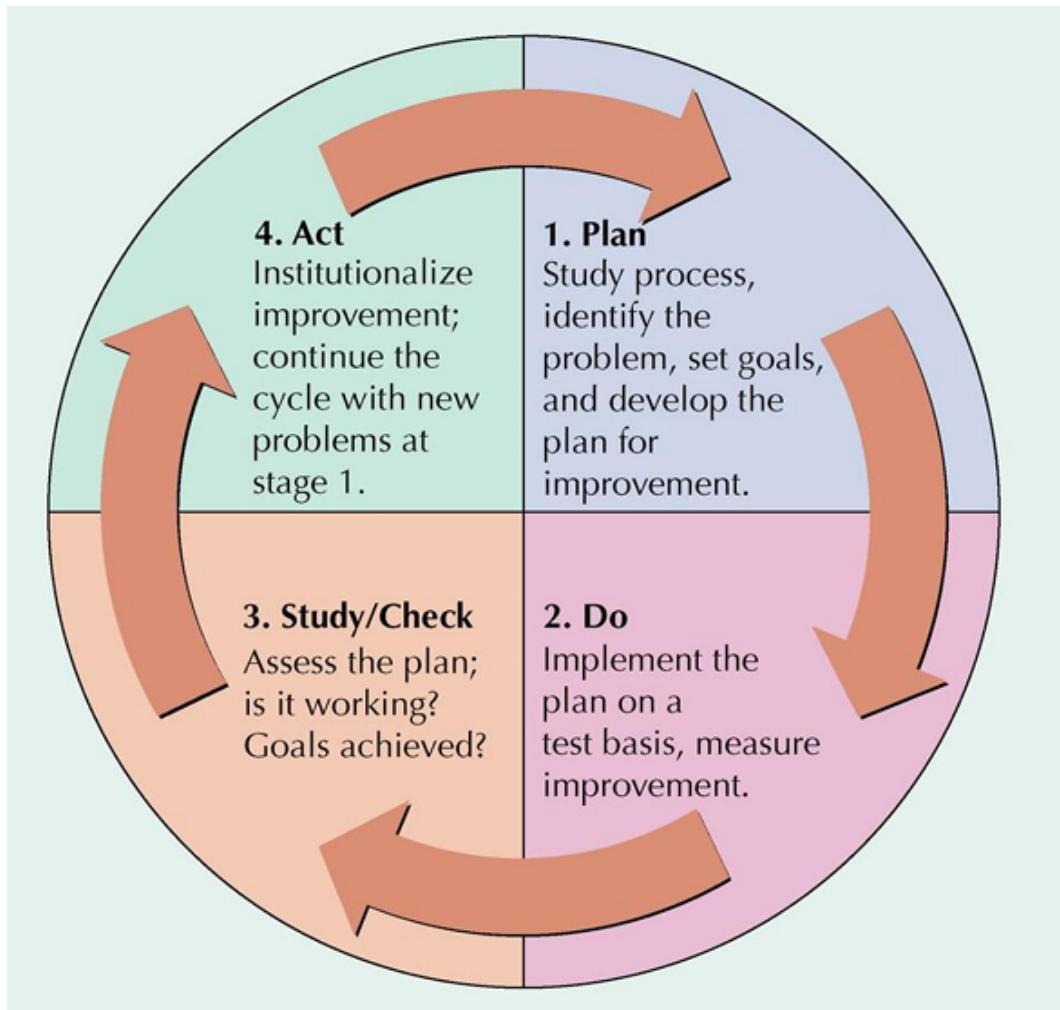 4. Act
Institutionalize
improvement;
continue the
cycle with new
problems at
stage 1.
1. Plan
Study process,
identify the
problem, set goals,
and develop the
plan for
improvement.
3. Study/Check
Assess the plan;
is it working?
Goals achieved?
2. Do
Implement the
plan on a
test basis, measure
improvement.